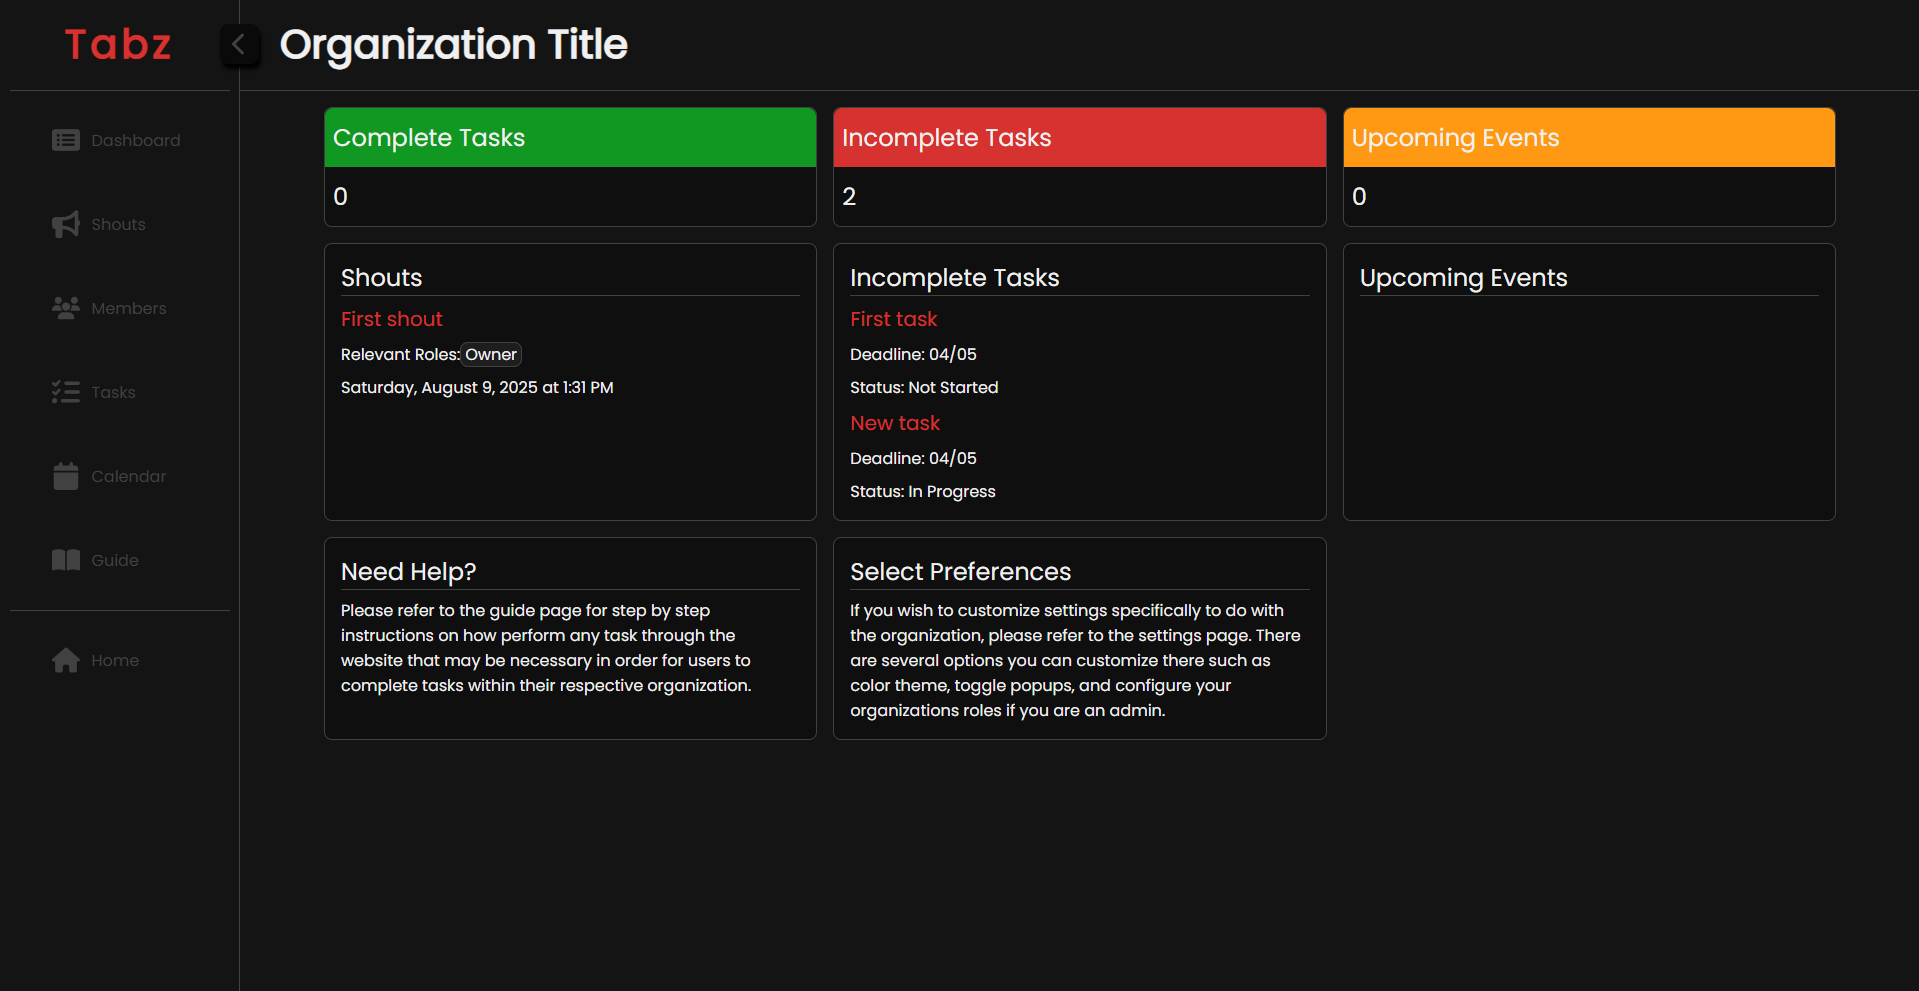 Tabz
Organization Title
Dashboard
Shouts
Members
Tasks
Calendar
Guide
Home
Complete Tasks
0
Incomplete Tasks
2
Upcoming Events
0
Shouts
First shout
Relevant Roles: Owner
Saturday, August 9, 2025 at 1:31 PM
Incomplete Tasks
First task
Deadline: 04/05
Status: Not Started
New task
Deadline: 04/05
Status: In Progress
Upcoming Events
Need Help?
Please refer to the guide page for step by step
instructions on how perform any task through the
website that may be necessary in order for users to
complete tasks within their respective organization.
Select Preferences
If you wish to customize settings specifically to do with
the organization, please refer to the settings page. There
are several options you can customize there such as
color theme, toggle popups, and configure your
organizations roles if you are an admin.